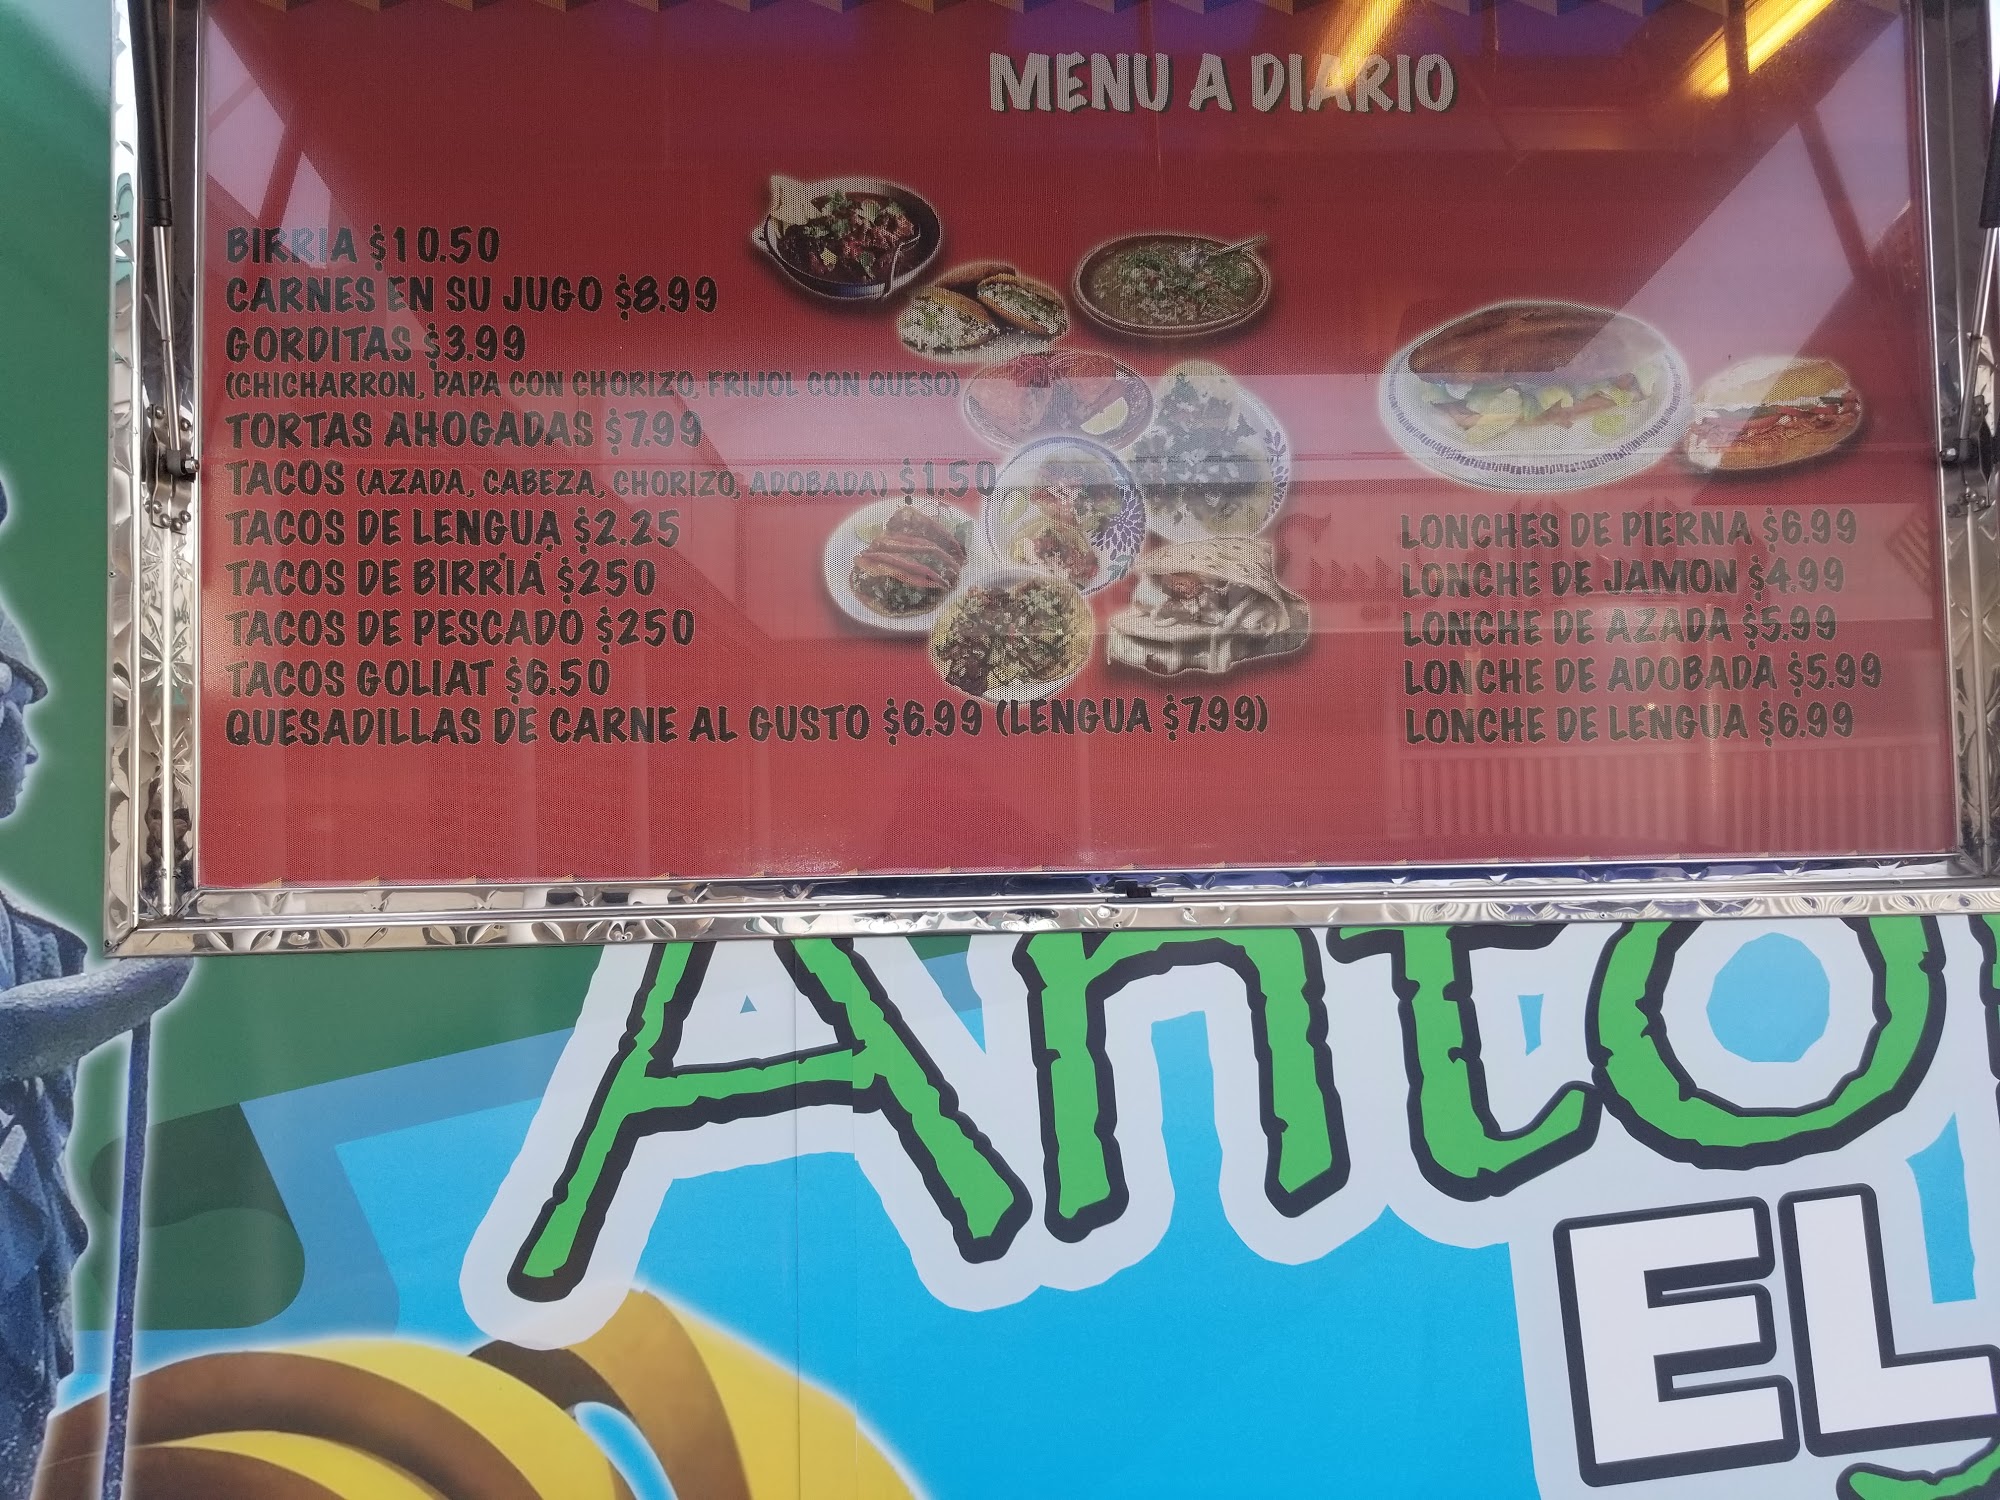 MENU A DIARIO
BIRRIA $10.50
CARNES EN SU JUGO $8.99
GORDITAS $3.99
(CHICHARRON, PAPA CON CHORIZO, FRIJOL CON QUESO)
TORTAS AHOGADAS $7.99
TACOS (AZADA, CABEZA, CHORIZO, ADOBADA) $1.50
TACOS DE LENGUA $2.25
TACOS DE BIRRIA $250
TACOS DE PESCADO $250
TACOS GOLIAT $6.50
QUESADILLAS DE CARNE AL GUSTO $6.99 (LENGUA $7.99)
LONCHES DE PIERNA $6.99
LONCHE DE JAMON $4.99
LONCHE DE AZADA $5.99
LONCHE DE ADOBADA $5.99
LONCHE DE LENGUA $6.99
Anto
EL